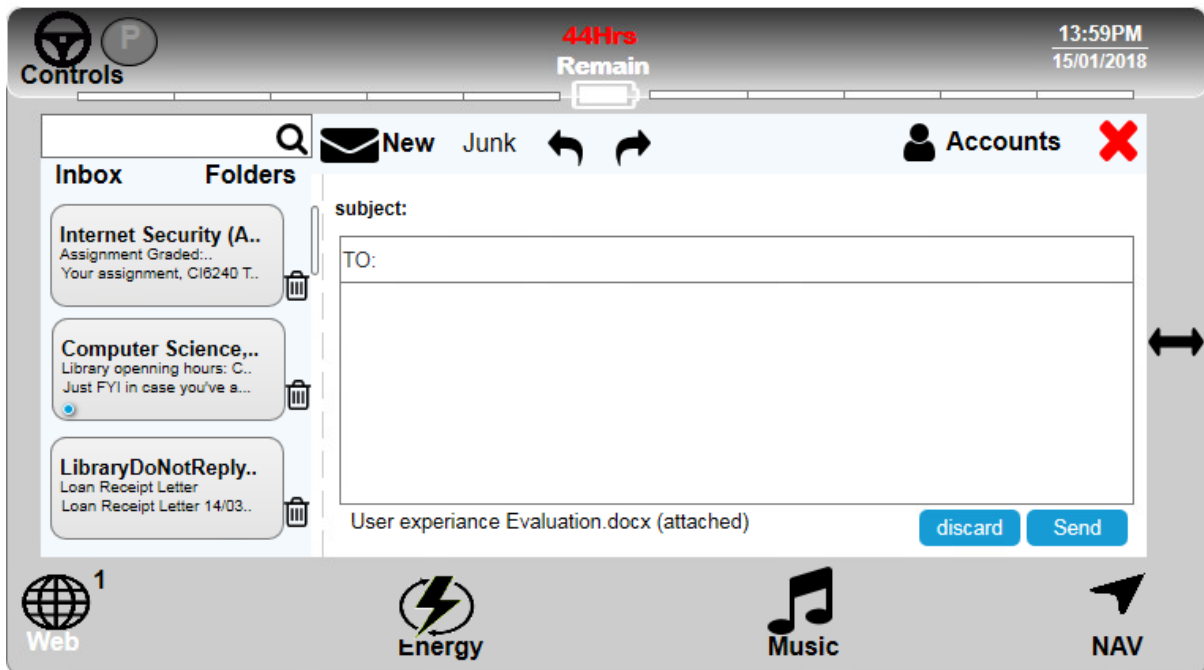 P
Controls
44Hrs
Remain
13:59PM
15/01/2018
New
Junk
Accounts
Inbox
Folders
Internet Security (A..
Assignment Graded:..
Your assignment, CI6240 T..
Computer Science,..
Library openning hours: C..
Just FYI in case you've a...
LibraryDoNotReply..
Loan Receipt Letter
Loan Receipt Letter 14/03..
subject:
TO:
User experiance Evaluation.docx (attached)
discard
Send
1
Web
Energy
Music
NAV